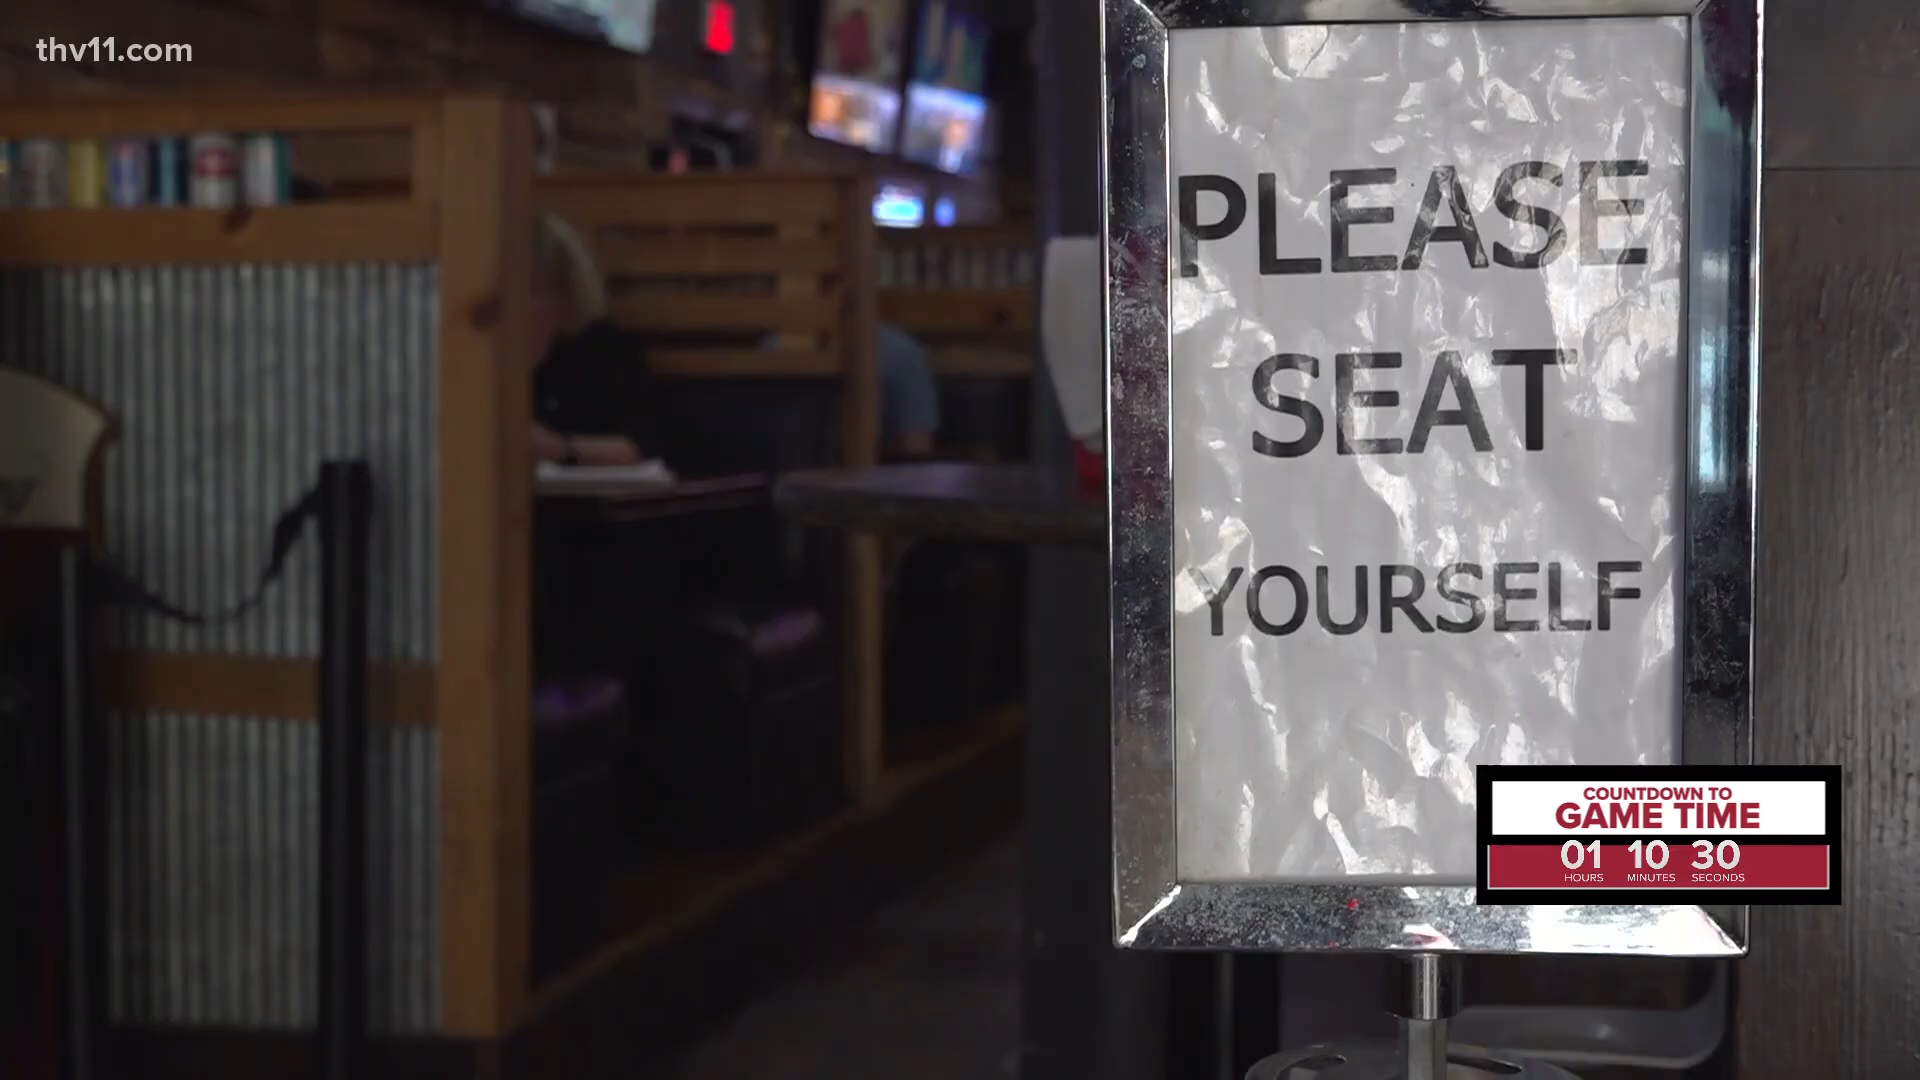 thv11.com
PLEASE
SEAT
YOURSELF
COUNTDOWN TO
GAME TIME
01 10 30
HOURS MINUTES SECONDS